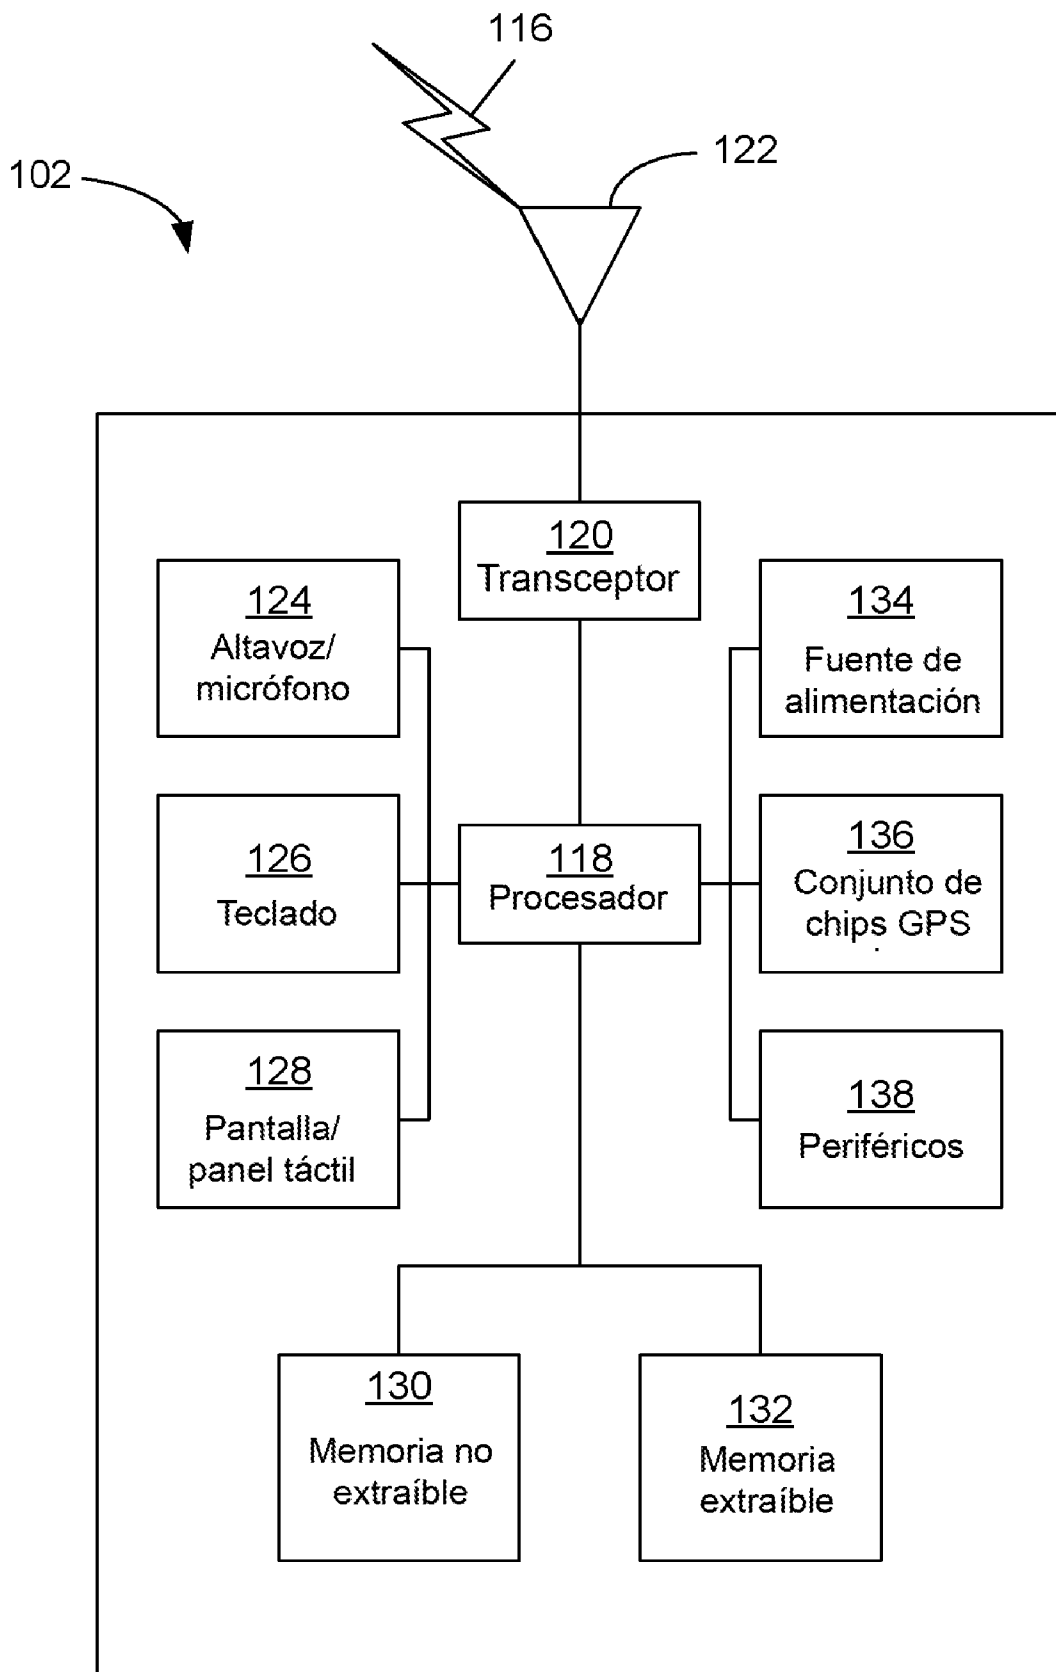 116
122
102
120
Transceptor
124
Altavoz/
micrófono
134
Fuente de
alimentación
126
Teclado
118
Procesador
136
Conjunto de
chips GPS
128
Pantalla/
panel táctil
138
Periféricos
130
Memoria no
extraíble
132
Memoria
extraíble